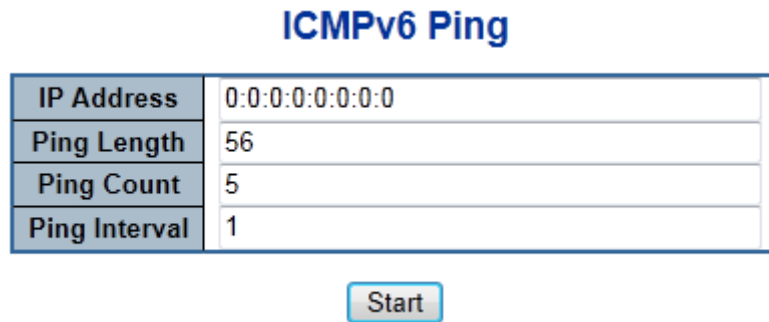 ICMPv6 Ping
IP Address 0:0:0:0:0:0:0:0
Ping Length 56
Ping Count 5
Ping Interval 1
Start